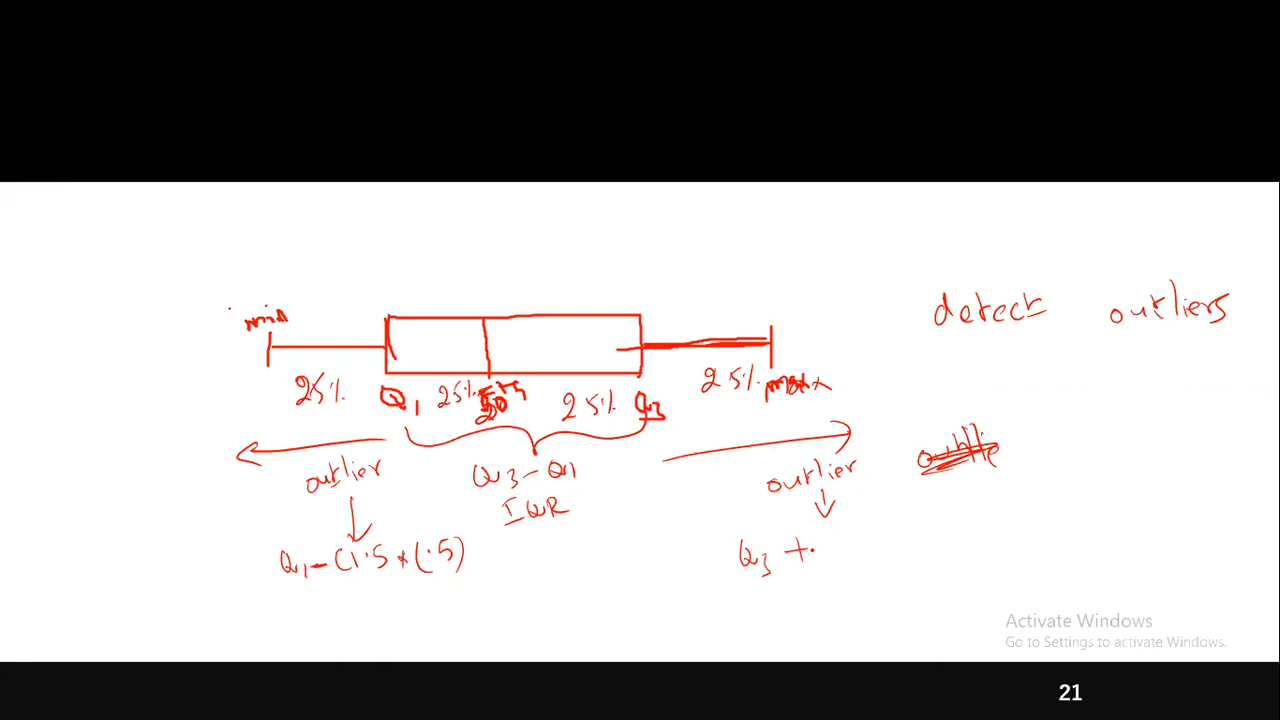 detect outliers
min
25% Q1 25% 50th 25% Q3 25% max
outlier Q3-Q1 outlier
IQR
Q1-(1.5*(.5) Q3 +
Activate Windows
Go to Settings to activate Windows.
21